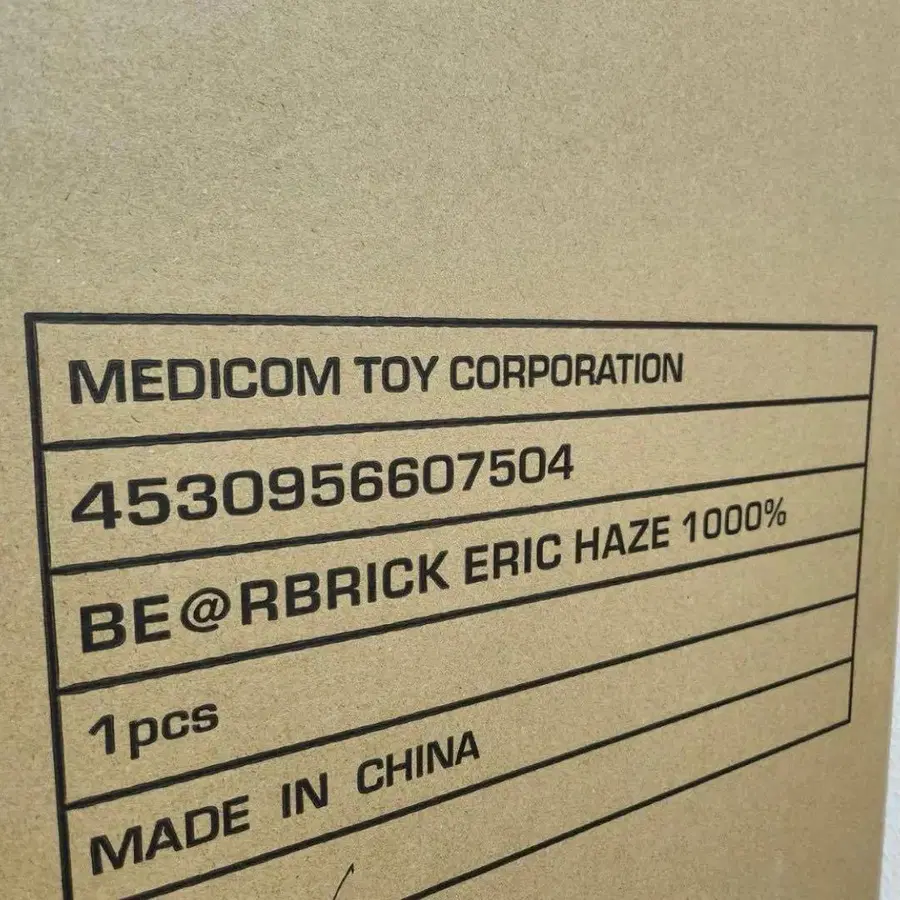 MEDICOM TOY CORPORATION
4530956607504
BE@RBRICK ERIC HAZE 1000%
1pcs
MADE IN CHINA